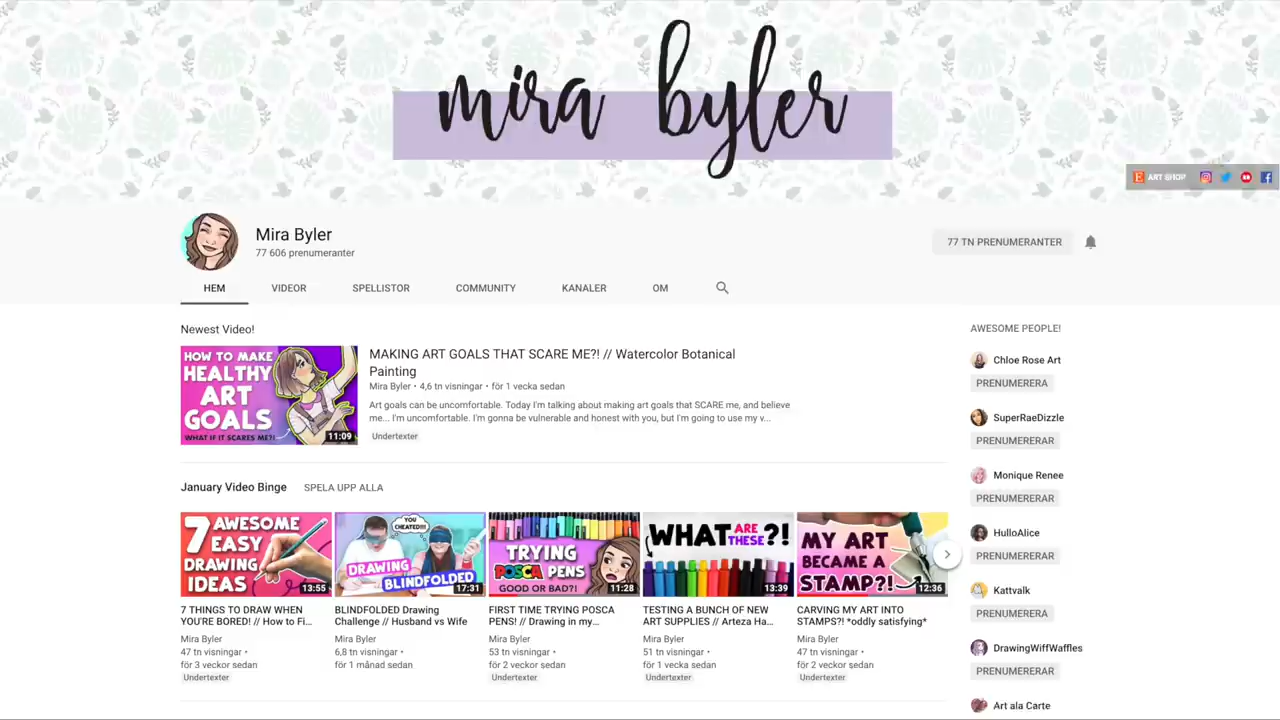 mira byler
ART SHOP
Mira Byler
77 606 prenumeranter
77 TN PRENUMERANTER
HEM VIDEOR SPELLISTOR COMMUNITY KANALER OM
Newest Video!
HOW TO MAKE
HEALTHY
ART
GOALS
WHAT IF IT SCARES ME?!
11:09
MAKING ART GOALS THAT SCARE ME?! // Watercolor Botanical
Painting
Mira Byler • 4,6 tn visningar • för 1 vecka sedan
Art goals can be uncomfortable. Today I'm talking about making art goals that SCARE me, and believe
me... I'm uncomfortable. I'm gonna be vulnerable and honest with you, but I'm going to use my v...
Undertexter
January Video Binge SPELA UPP ALLA
7 AWESOME
EASY
DRAWING
IDEAS
13:55
7 THINGS TO DRAW WHEN
YOU'RE BORED! // How to Fi...
Mira Byler
47 tn visningar •
för 3 veckor sedan
Undertexter
YOU
CHEATED!!!!
DRAWING
BLINDFOLDED
17:31
BLINDFOLDED Drawing
Challenge // Husband vs Wife
Mira Byler
6,8 tn visningar •
för 1 månad sedan
TRYING
POSCA PENS
GOOD OR BAD?!
11:28
FIRST TIME TRYING POSCA
PENS! // Drawing in my...
Mira Byler
53 tn visningar •
för 2 veckor sedan
Undertexter
WHAT ARE THESE?!
13:39
TESTING A BUNCH OF NEW
ART SUPPLIES // Arteza Ha...
Mira Byler
51 tn visningar •
för 1 vecka sedan
Undertexter
MY ART
BECAME A
STAMP?!
12:36
CARVING MY ART INTO
STAMPS?! *oddly satisfying*
Mira Byler
47 tn visningar •
för 2 veckor sedan
Undertexter
AWESOME PEOPLE!
Chloe Rose Art
PRENUMERERA
SuperRaeDizzle
PRENUMERERAR
Monique Renee
PRENUMERERAR
HulloAlice
PRENUMERERAR
Kattvalk
PRENUMERERA
DrawingWiffWaffles
PRENUMERERAR
Art ala Carte